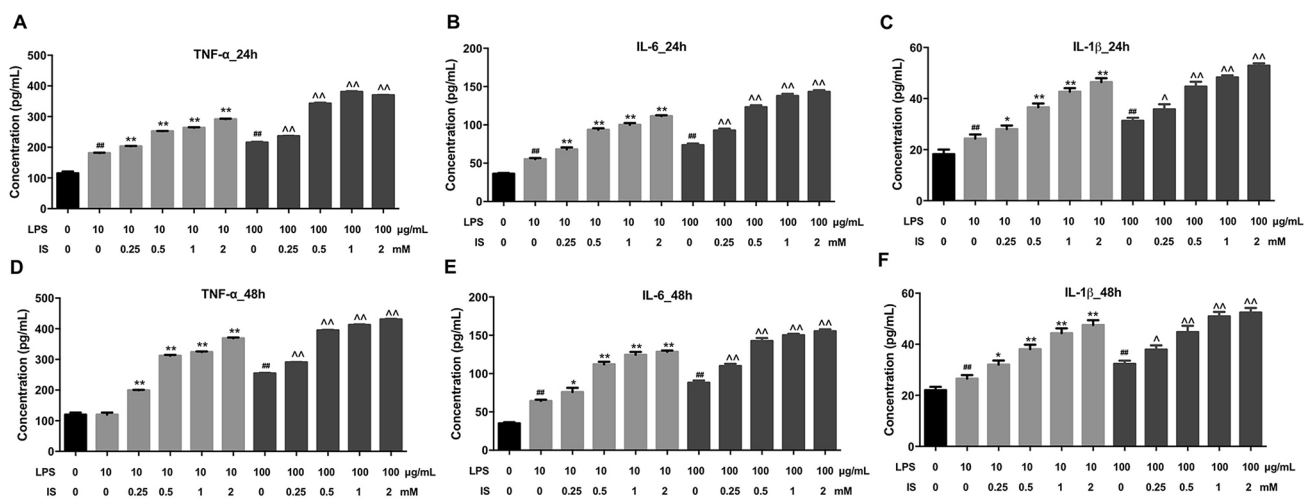 A
TNF-α_24h
Concentration (pg/mL)
500
400
300
200
100
0
## ** ** ** ** ## ^^ ^^ ^^ ^^
LPS 0 10 10 10 10 10 100 100 100 100 100 μg/mL
IS 0 0 0.25 0.5 1 2 0 0.25 0.5 1 2 mM
B
IL-6_24h
Concentration (pg/mL)
200
150
100
50
0
## ** ** ** ** ## ^^ ^^ ^^ ^^
LPS 0 10 10 10 10 10 100 100 100 100 100 μg/mL
IS 0 0 0.25 0.5 1 2 0 0.25 0.5 1 2 mM
C
IL-1β_24h
Concentration (pg/mL)
60
40
20
0
## * ** ** ** ## ^ ^^ ^^ ^^
LPS 0 10 10 10 10 10 100 100 100 100 100 μg/mL
IS 0 0 0.25 0.5 1 2 0 0.25 0.5 1 2 mM
D
TNF-α_48h
Concentration (pg/mL)
500
400
300
200
100
0
** ** ** ** ## ^^ ^^ ^^ ^^
LPS 0 10 10 10 10 10 100 100 100 100 100 μg/mL
IS 0 0 0.25 0.5 1 2 0 0.25 0.5 1 2 mM
E
IL-6_48h
Concentration (pg/mL)
200
150
100
50
0
## * ** ** ** ## ^^ ^^ ^^ ^^
LPS 0 10 10 10 10 10 100 100 100 100 100 μg/mL
IS 0 0 0.25 0.5 1 2 0 0.25 0.5 1 2 mM
F
IL-1β_48h
Concentration (pg/mL)
60
40
20
0
## * ** ** ** ## ^ ^^ ^^ ^^
LPS 0 10 10 10 10 10 100 100 100 100 100 μg/mL
IS 0 0 0.25 0.5 1 2 0 0.25 0.5 1 2 mM